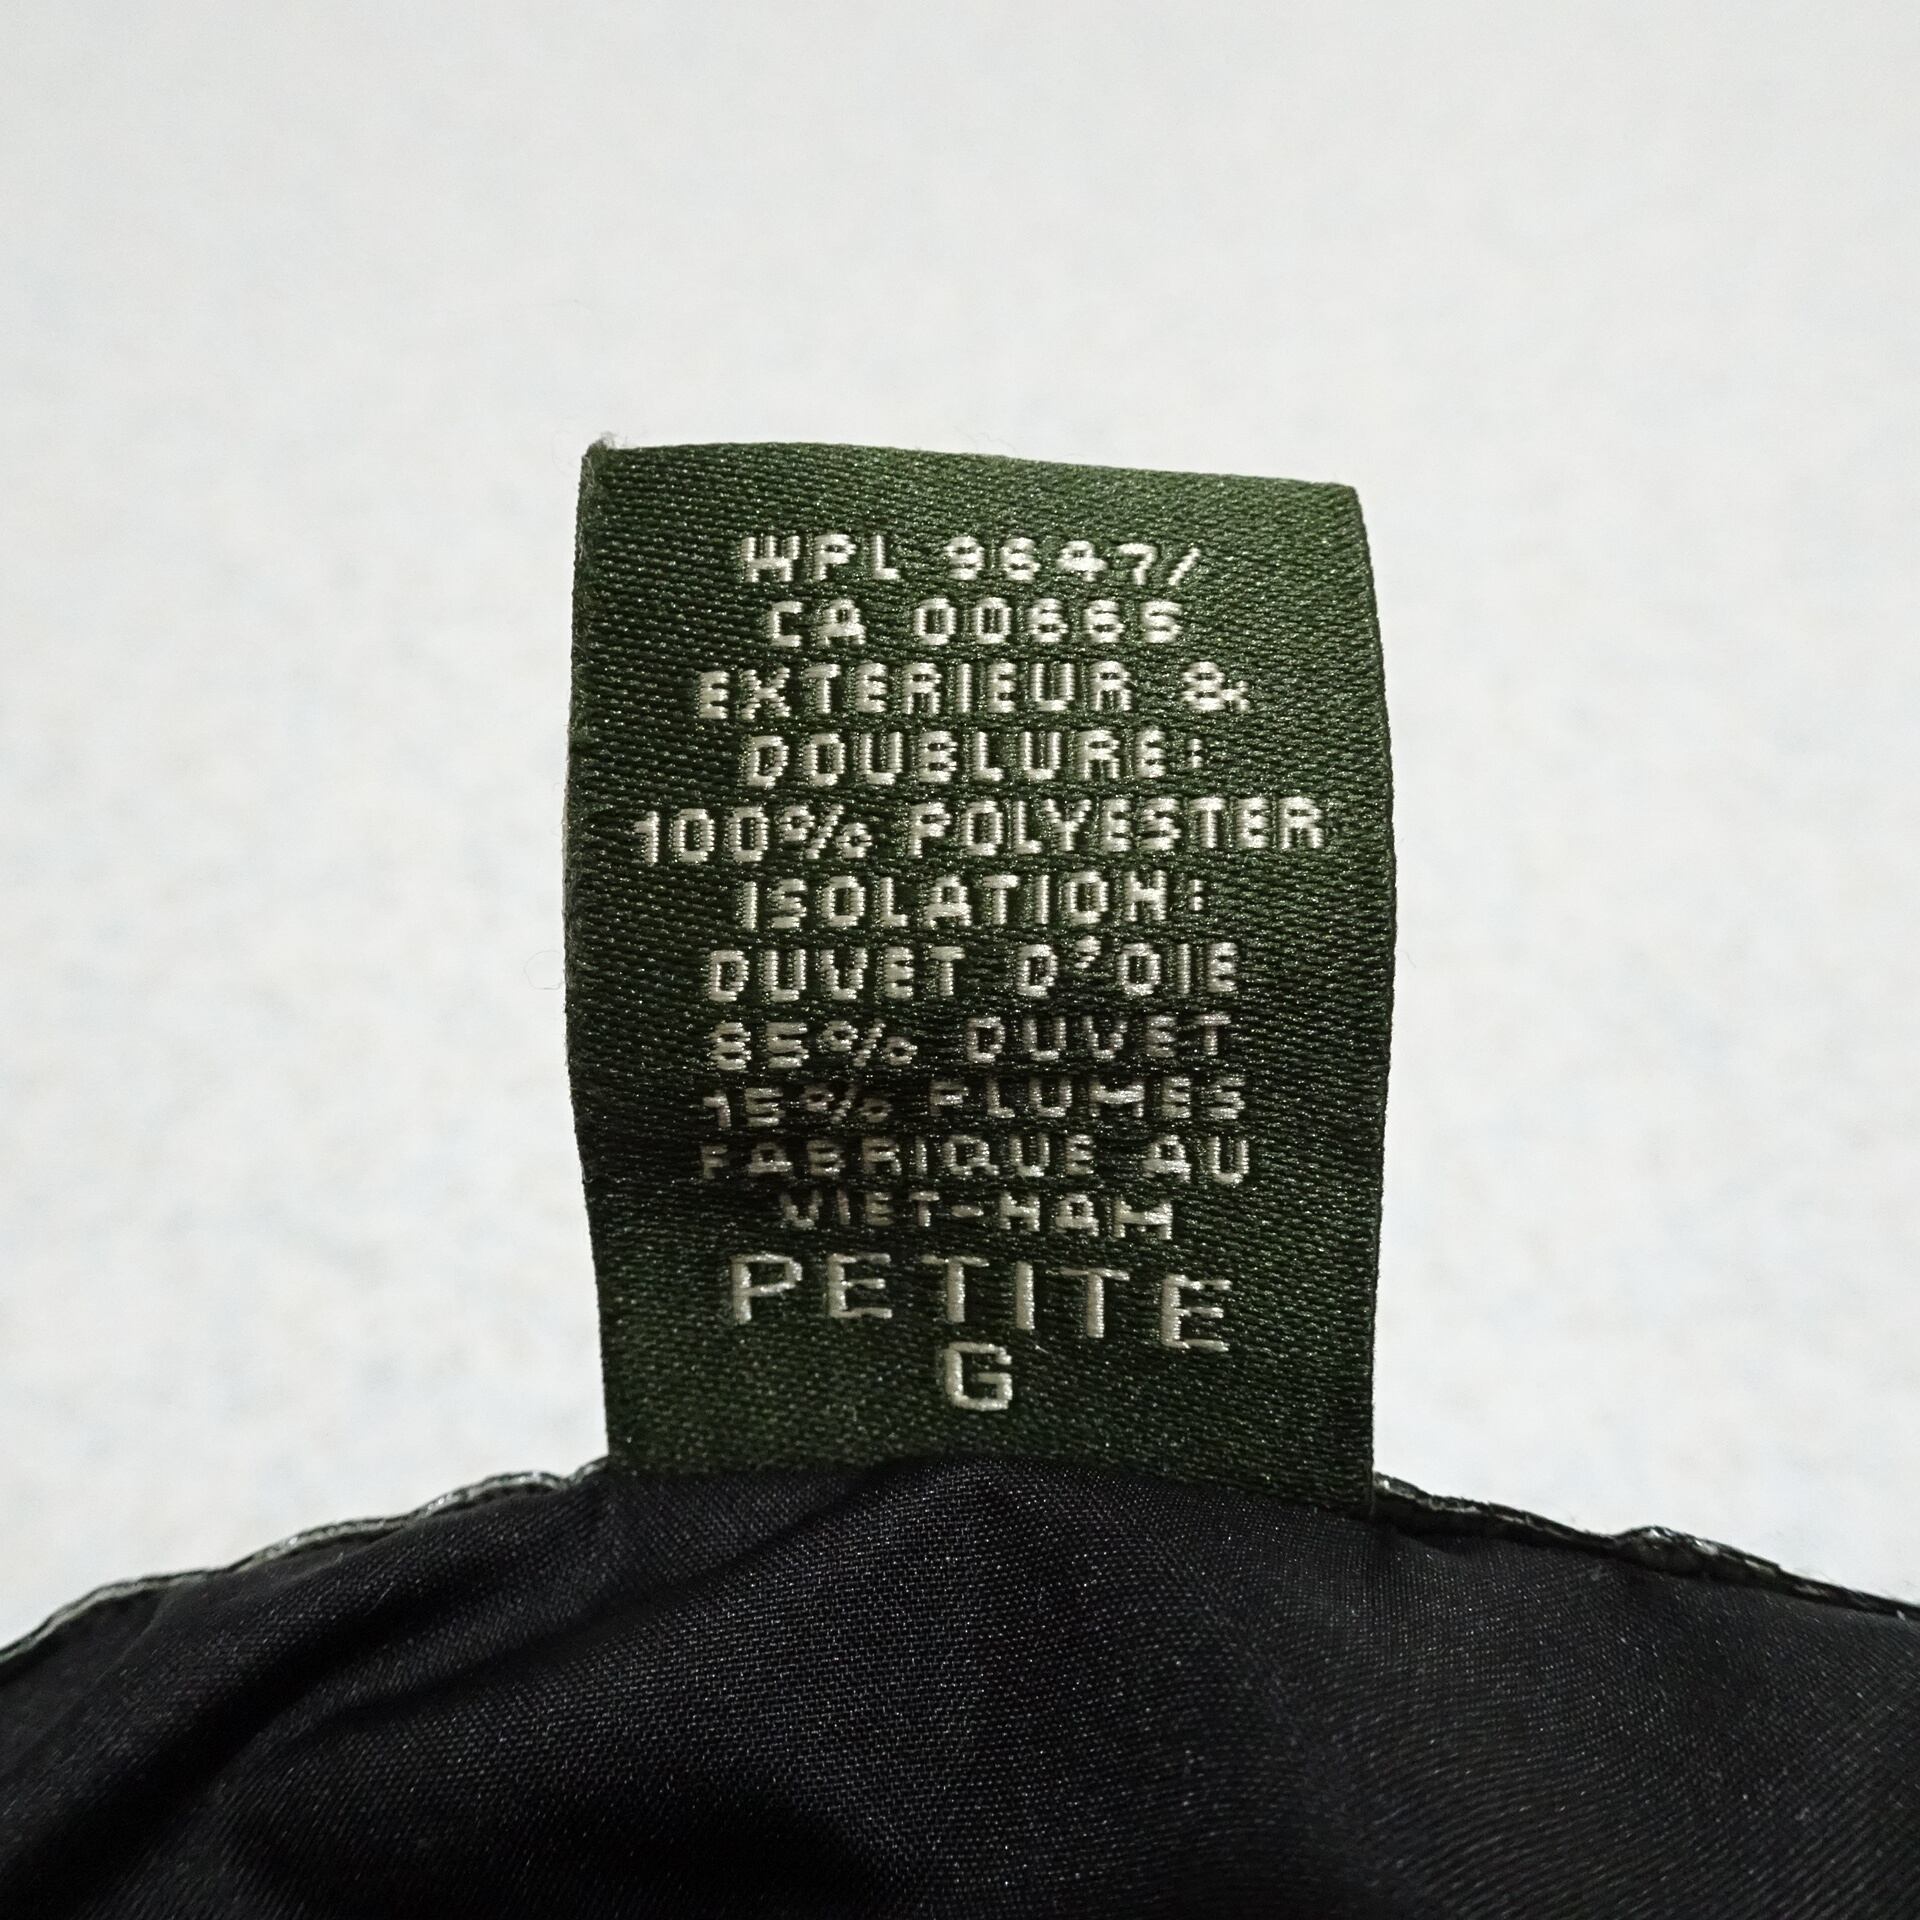 WPL 9647/
CA 00665
EXTERIEUR &
DOUBLURE:
100% POLYESTER
ISOLATION:
DUVET D'OIE
85% DUVET
15% PLUMES
FABRIQUE AU
VIET-NAM
PETITE
G